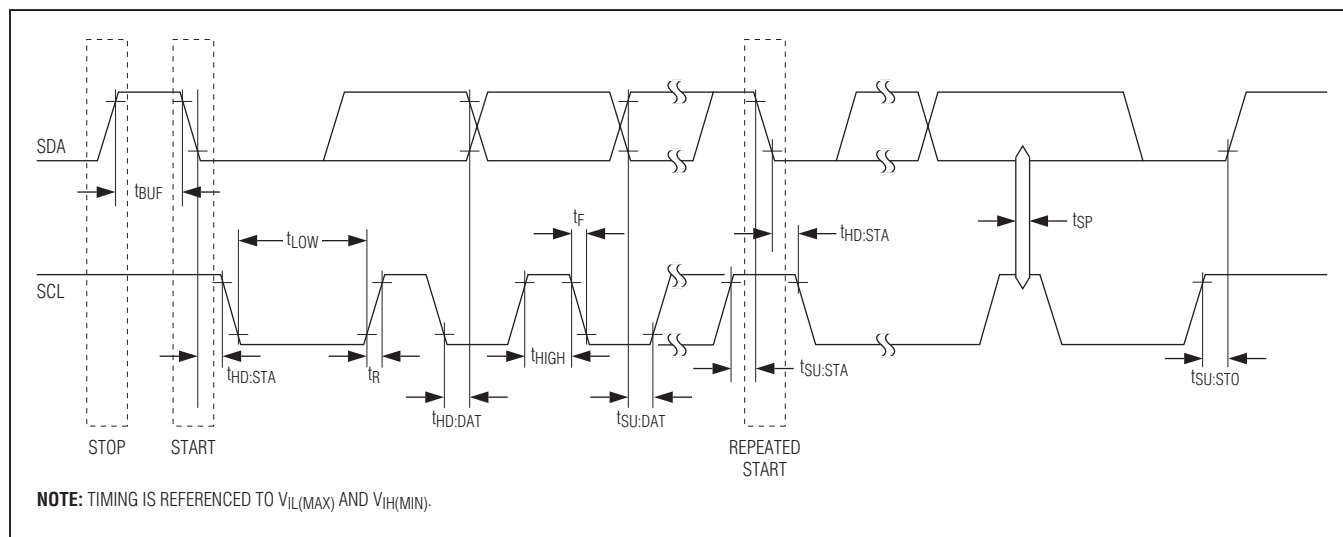 SDA
tBUF
tF
tLOW
tHD:STA
tSP
SCL
tHD:STA
tR
tHIGH
tSU:STA
tSU:STO
tHD:DAT
tSU:DAT
STOP
START
REPEATED
START
NOTE: TIMING IS REFERENCED TO VIL(MAX) AND VIH(MIN).